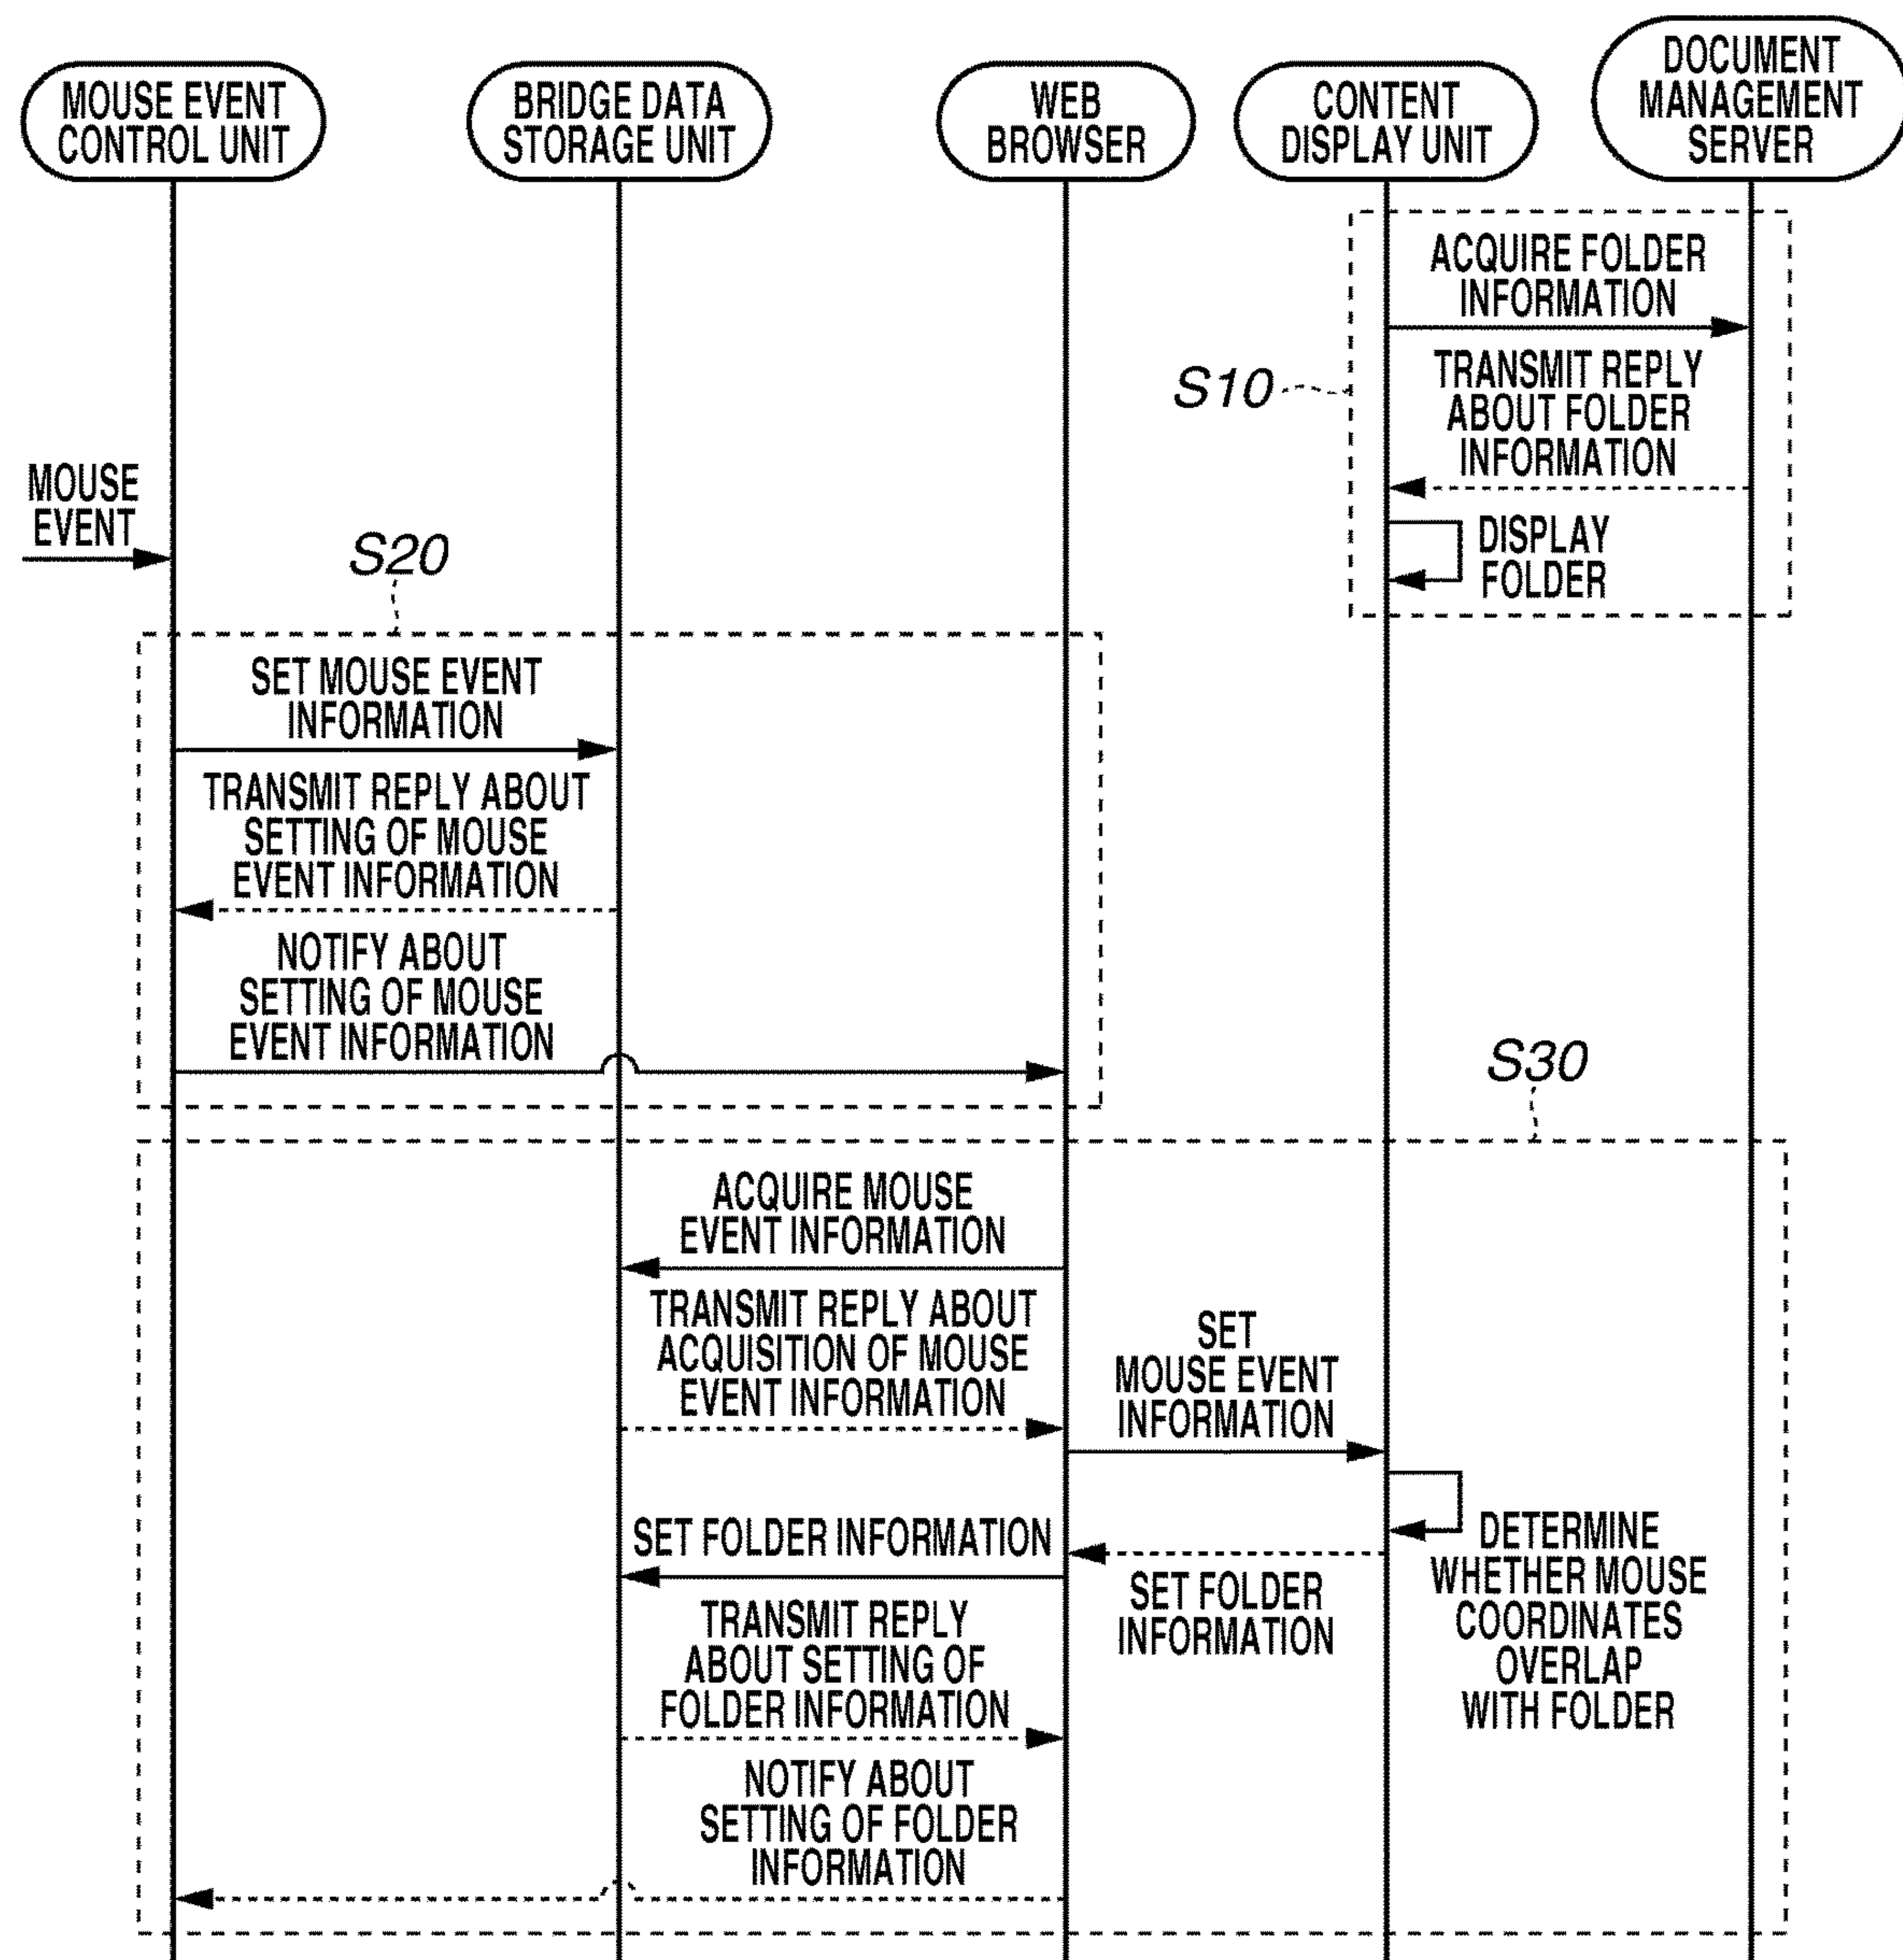 MOUSE EVENT
CONTROL UNIT
BRIDGE DATA
STORAGE UNIT
WEB
BROWSER
CONTENT
DISPLAY UNIT
DOCUMENT
MANAGEMENT
SERVER
ACQUIRE FOLDER
INFORMATION
S10
TRANSMIT REPLY
ABOUT FOLDER
INFORMATION
DISPLAY
FOLDER
MOUSE
EVENT
S20
SET MOUSE EVENT
INFORMATION
TRANSMIT REPLY ABOUT
SETTING OF MOUSE
EVENT INFORMATION
NOTIFY ABOUT
SETTING OF MOUSE
EVENT INFORMATION
S30
ACQUIRE MOUSE
EVENT INFORMATION
TRANSMIT REPLY ABOUT
ACQUISITION OF MOUSE
EVENT INFORMATION
SET
MOUSE EVENT
INFORMATION
DETERMINE
WHETHER MOUSE
COORDINATES
OVERLAP
WITH FOLDER
SET FOLDER
INFORMATION
SET FOLDER INFORMATION
TRANSMIT REPLY
ABOUT SETTING OF
FOLDER INFORMATION
NOTIFY ABOUT
SETTING OF FOLDER
INFORMATION